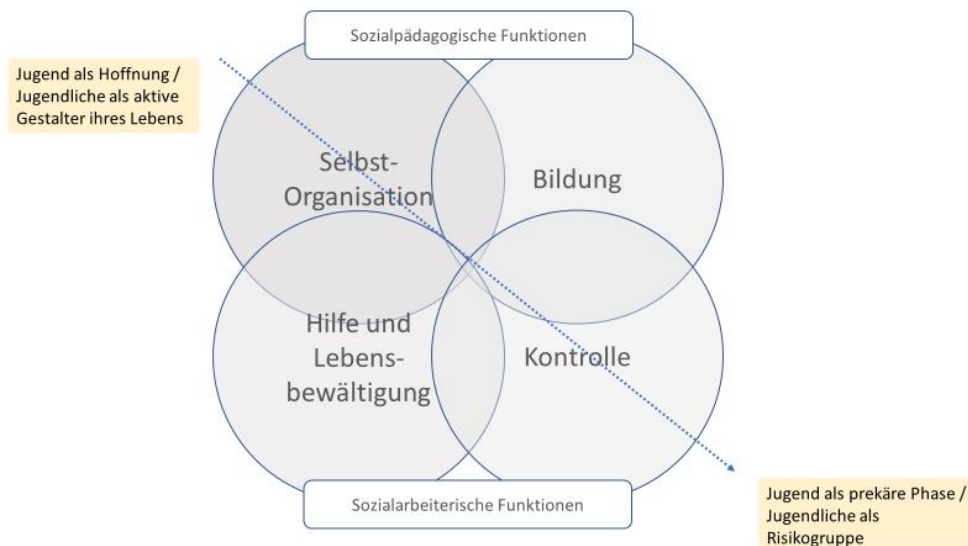 Sozialpädagogische Funktionen
Jugend als Hoffnung /
Jugendliche als aktive
Gestalter ihres Lebens
Selbst-
Organisation
Bildung
Hilfe und
Lebens-
bewältigung
Kontrolle
Sozialarbeiterische Funktionen
Jugend als prekäre Phase /
Jugendliche als
Risikogruppe